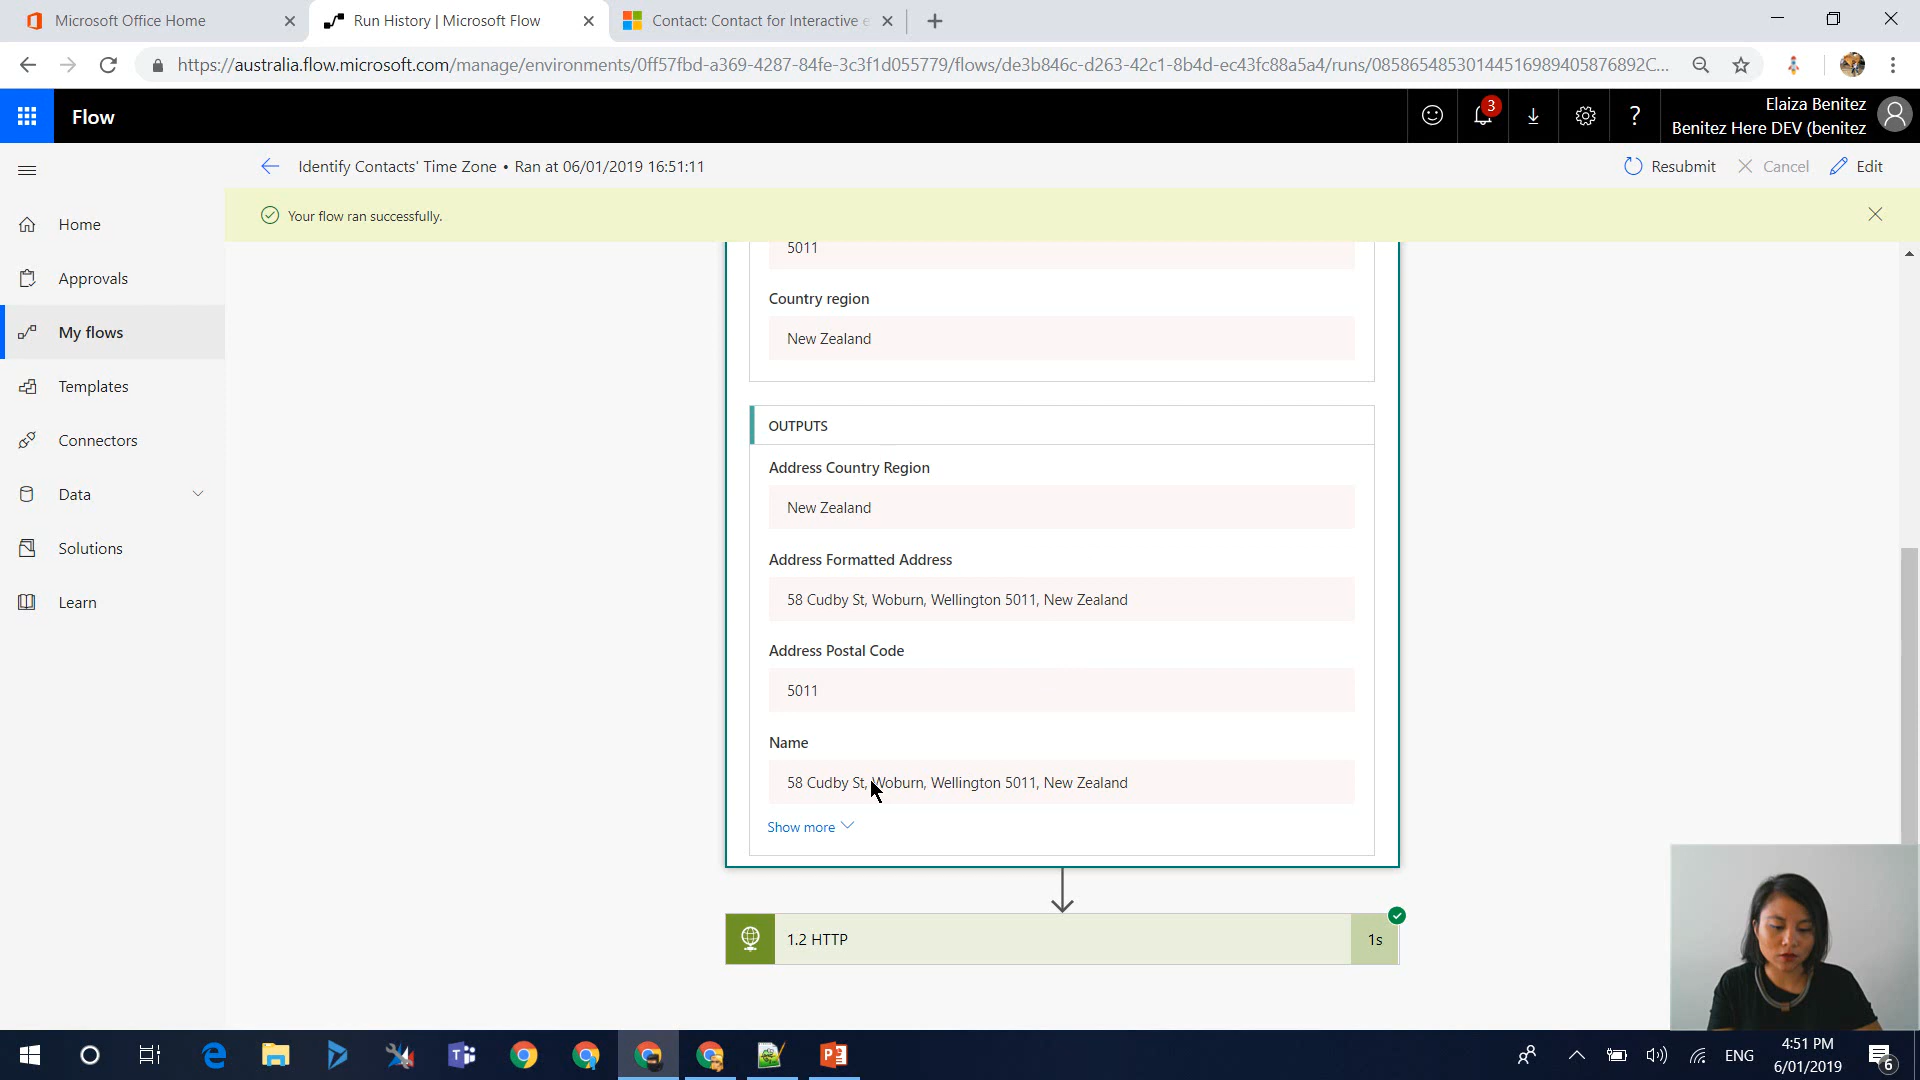 Microsoft Office Home
Run History | Microsoft Flow
Contact: Contact for Interactive e
https://australia.flow.microsoft.com/manage/environments/0ff57fbd-a369-4287-84fe-3c3f1d055779/flows/de3b846c-d263-42c1-8b4d-ec43fc88a5a4/runs/08586548530144516989405876892C...
Flow
3
Elaiza Benitez
Benitez Here DEV (benitez
Identify Contacts' Time Zone • Ran at 06/01/2019 16:51:11
Resubmit
Cancel
Edit
Your flow ran successfully.
Home
Approvals
My flows
Templates
Connectors
Data
Solutions
Learn
5011
Country region
New Zealand
OUTPUTS
Address Country Region
New Zealand
Address Formatted Address
58 Cudby St, Woburn, Wellington 5011, New Zealand
Address Postal Code
5011
Name
58 Cudby St, Woburn, Wellington 5011, New Zealand
Show more
1.2 HTTP
1s
ENG
4:51 PM
6/01/2019
6